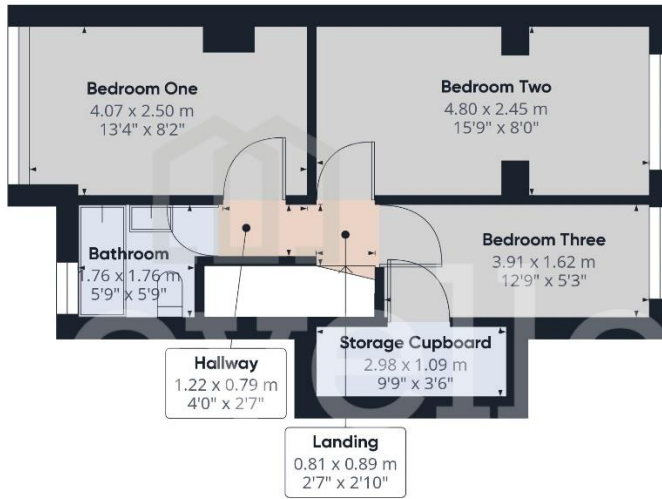 Bedroom One
4.07 x 2.50 m
13'4" x 8'2"
Bedroom Two
4.80 x 2.45 m
15'9" x 8'0"
Bathroom
1.76 x 1.76 m
5'9" x 5'9"
Bedroom Three
3.91 x 1.62 m
12'9" x 5'3"
Storage Cupboard
2.98 x 1.09 m
9'9" x 3'6"
Hallway
1.22 x 0.79 m
4'0" x 2'7"
Landing
0.81 x 0.89 m
2'7" x 2'10"